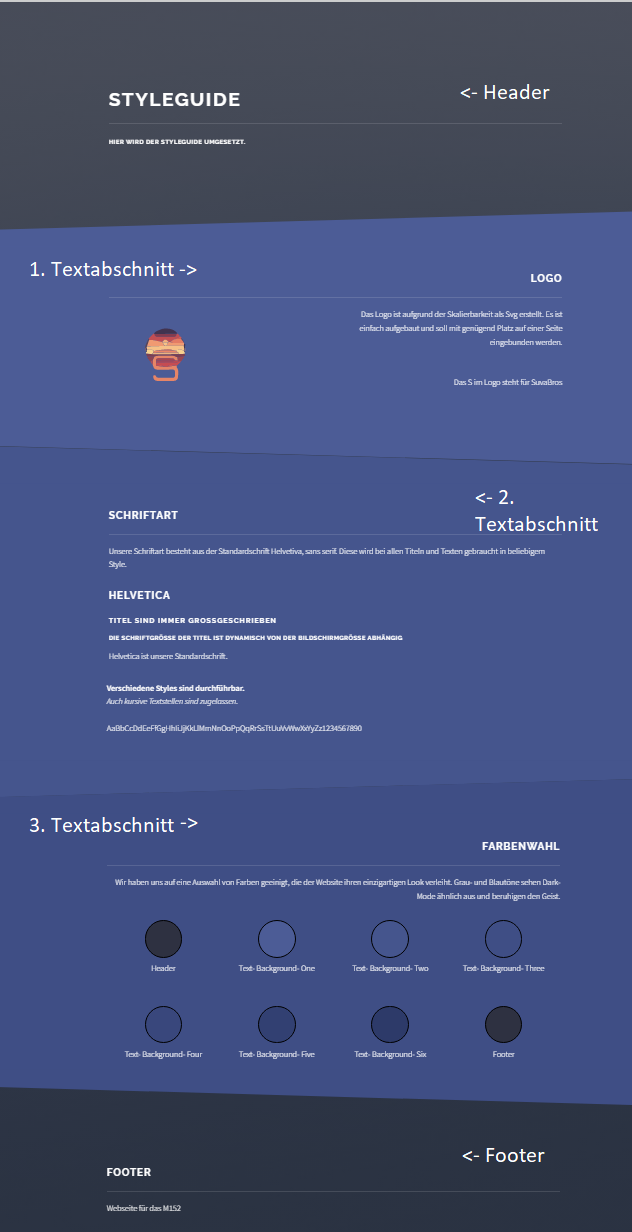 STYLEGUIDE
<- Header
HIER WIRD DER STYLEGUIDE UMGESETZT.
1. Textabschnitt ->
LOGO
Das Logo ist aufgrund der Skalierbarkeit als Svg erstellt. Es ist
einfach aufgebaut und soll mit genügend Platz auf einer Seite
eingebunden werden.
S
Das S im Logo steht für SuvaBros
<- 2.
Textabschnitt
SCHRIFTART
Unsere Schriftart besteht aus der Standardschrift Helvetiva, sans serif. Diese wird bei allen Titeln und Texten gebraucht in beliebigem
Style.
HELVETICA
TITEL SIND IMMER GROSSGESCHRIEBEN
DIE SCHRIFTGRÖSSE DER TITEL IST DYNAMISCH VON DER BILDSCHIRMGRÖSSE ABHÄNGIG
Helvetica ist unsere Standardschrift.
Verschiedene Styles sind durchführbar.
Auch kursive Textstellen sind zugelassen.
AaBbCcDdEeFfGgHhIiJjKkLlMmNnOoPpQqRrSsTtUuVvWwXxYyZz1234567890
3. Textabschnitt ->
FARBENWAHL
Wir haben uns auf eine Auswahl von Farben geeinigt, die der Website ihren einzigartigen Look verleiht. Grau- und Blautöne sehen Dark-
Mode ähnlich aus und beruhigen den Geist.
Header Text- Background- One Text- Background- Two Text- Background- Three
Text- Background- Four Text- Background- Five Text- Background- Six Footer
<- Footer
FOOTER
Webseite für das M152